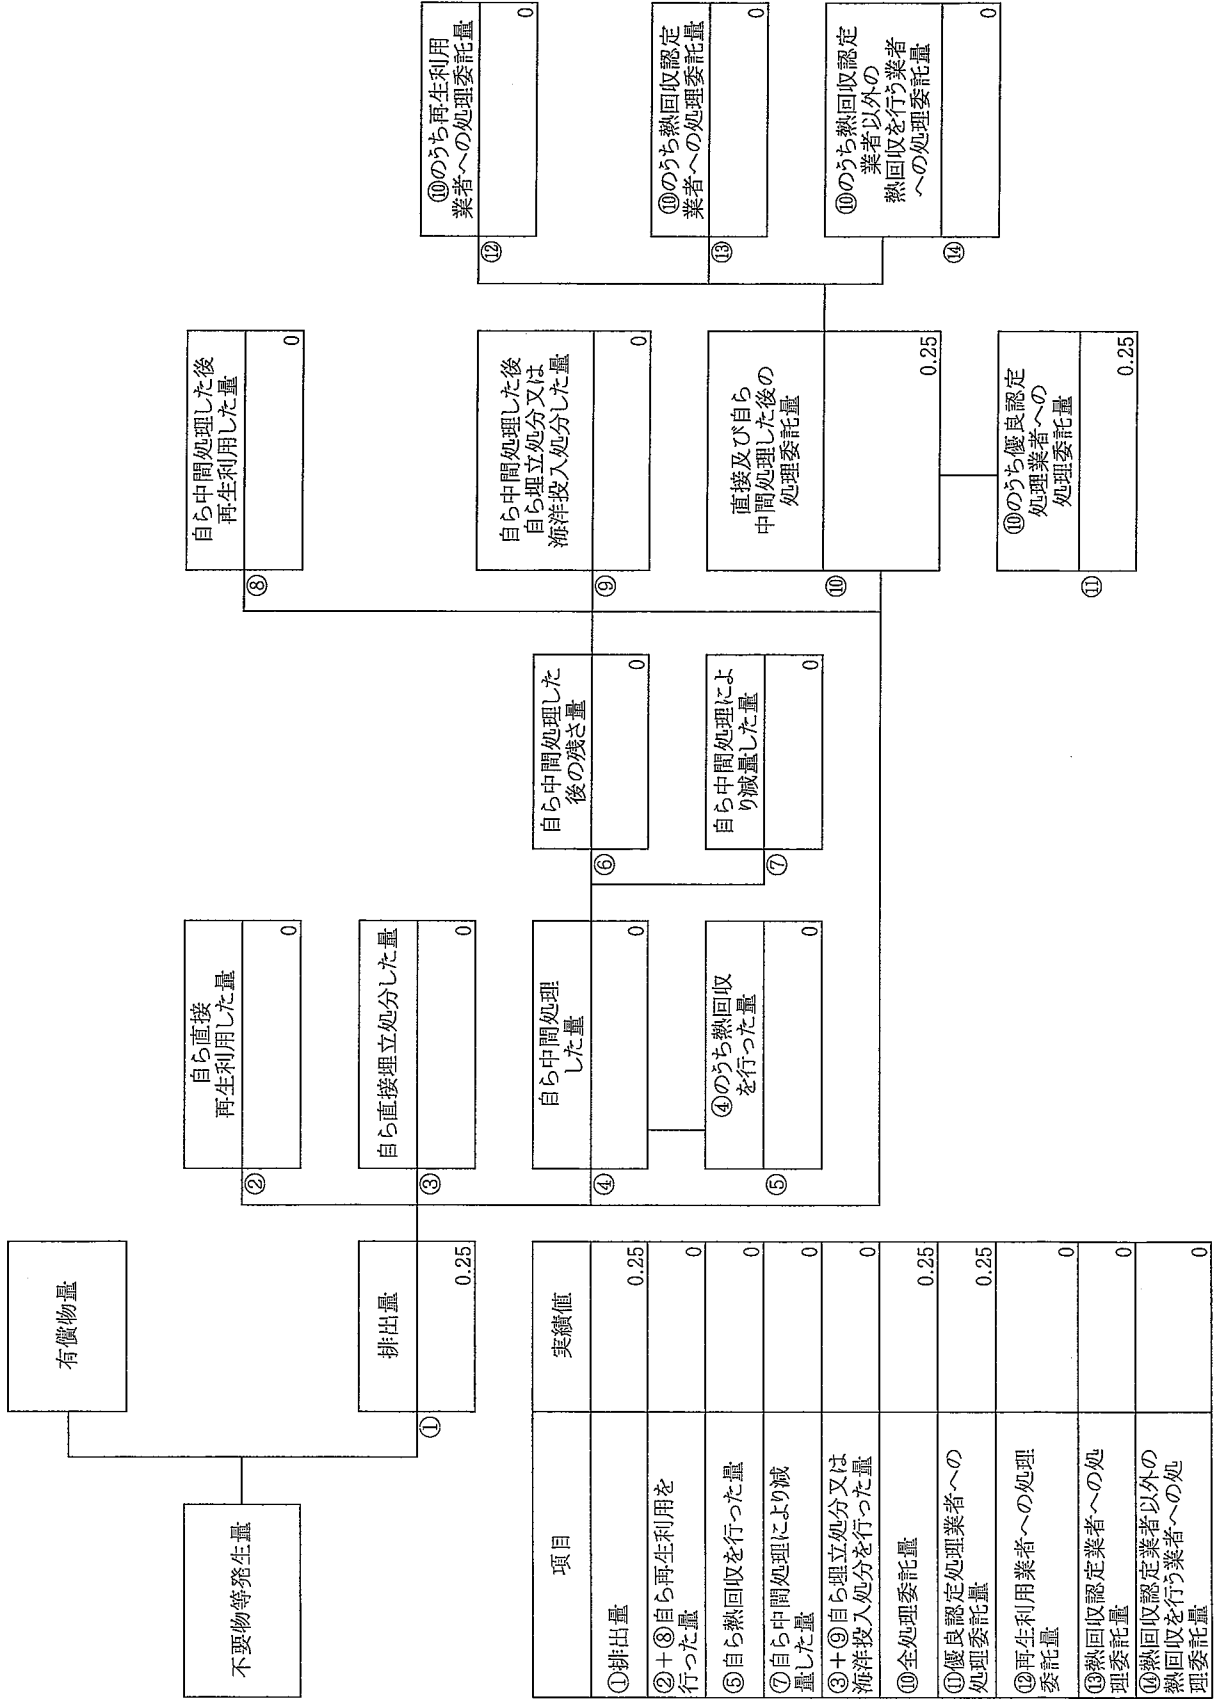 不要物等発生量
有償物量
①
排出量
0.25
②
自ら直接
再生利用した量
0
③
自ら直接埋立処分した量
0
④
自ら中間処理
した量
0
⑤
④のうち熱回収
を行った量
0
⑥
自ら中間処理した
後の残さ量
0
⑦
自ら中間処理によ
り減量した量
0
⑧
自ら中間処理した後
再生利用した量
0
⑨
自ら中間処理した後
自ら埋立処分又は
海洋投入処分した量
0
⑩
直接及び自ら
中間処理した後の
処理委託量
0.25
⑪
⑩のうち優良認定
処理業者への
処理委託量
0.25
⑫
⑩のうち再生利用
業者への処理委託量
0
⑬
⑩のうち熱回収認定
業者への処理委託量
0
⑭
⑩のうち熱回収認定
業者以外の
熱回収を行う業者
への処理委託量
0
項目
実績値
①排出量
0.25
②+⑧自ら再生利用を
行った量
0
⑤自ら熱回収を行った量
0
⑦自ら中間処理により減
量した量
0
③+⑨自ら埋立処分又は
海洋投入処分を行った量
0
⑩全処理委託量
0.25
⑪優良認定処理業者への
処理委託量
0.25
⑫再生利用業者への処理
委託量
0
⑬熱回収認定業者への処
理委託量
0
⑭熱回収認定業者以外の
熱回収を行う業者への処
理委託量
0